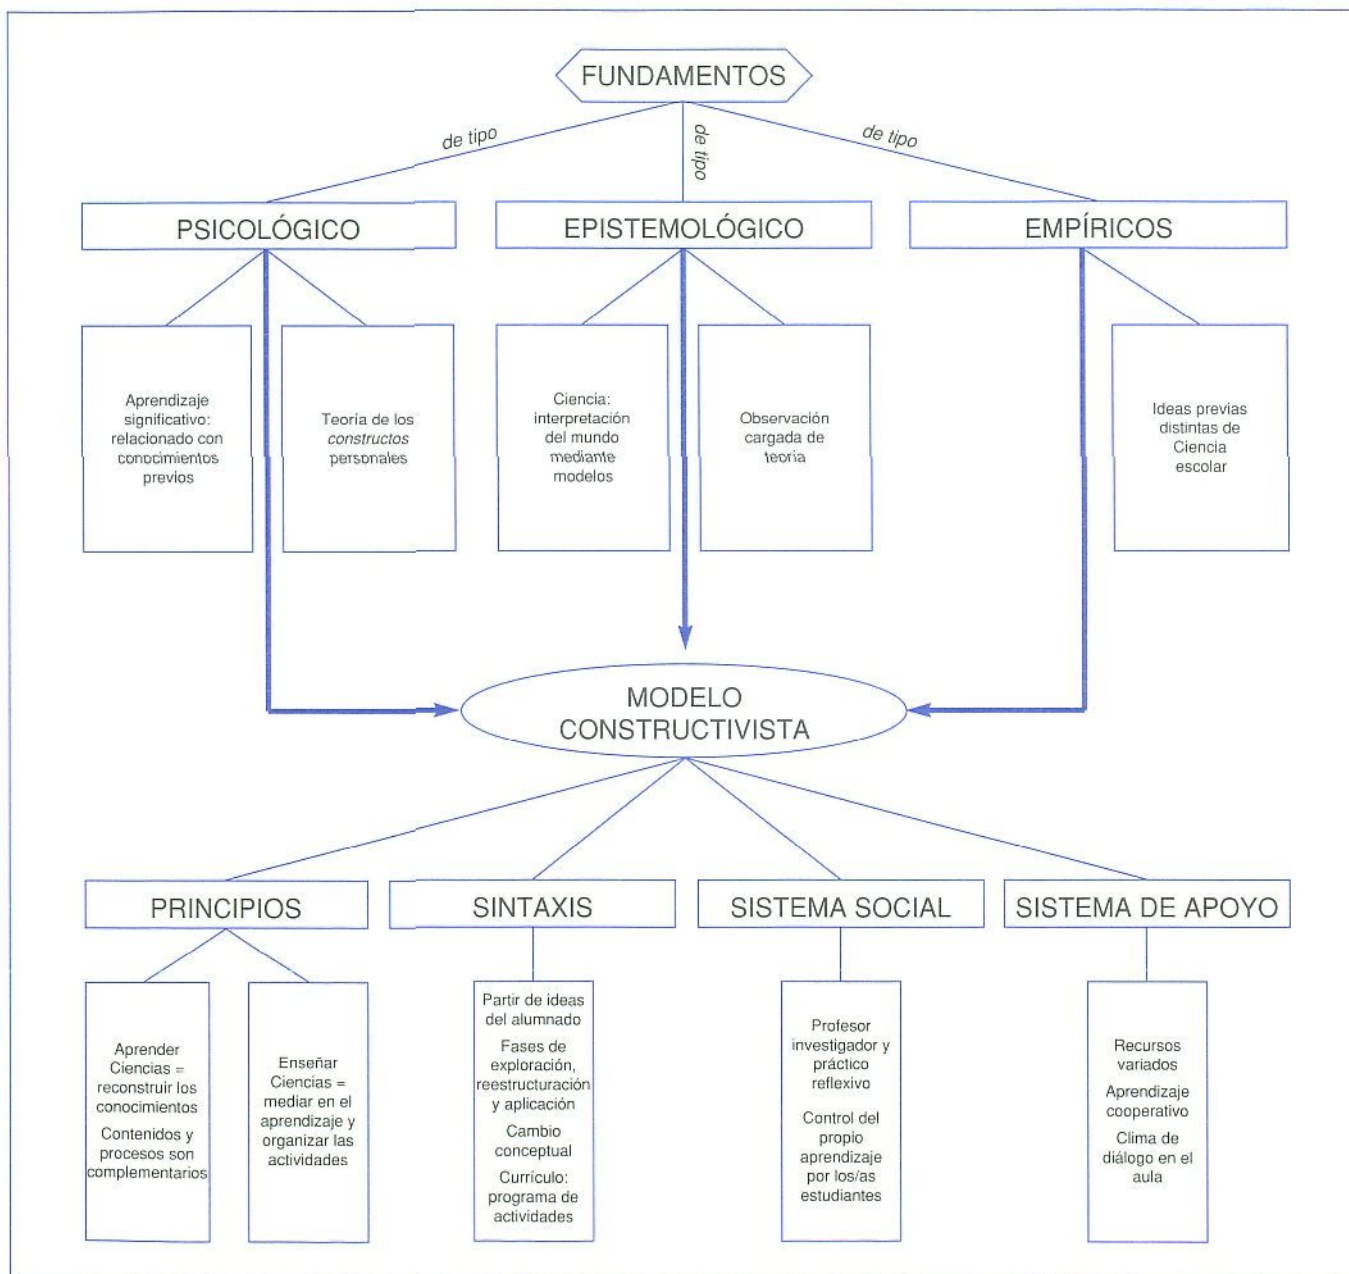 FUNDAMENTOS
de tipo
de tipo
de tipo
PSICOLÓGICO
EPISTEMOLÓGICO
EMPÍRICOS
Aprendizaje
significativo:
relacionado con
conocimientos
previos
Teoría de los
constructos
personales
Ciencia:
interpretación
del mundo
mediante
modelos
Observación
cargada de
teoría
Ideas previas
distintas de
Ciencia
escolar
MODELO
CONSTRUCTIVISTA
PRINCIPIOS
SINTAXIS
SISTEMA SOCIAL
SISTEMA DE APOYO
Aprender
Ciencias =
reconstruir los
conocimientos
Contenidos y
procesos son
complementarios
Enseñar
Ciencias =
mediar en el
aprendizaje y
organizar las
actividades
Partir de ideas
del alumnado
Fases de
exploración,
reestructuración
y aplicación
Cambio
conceptual
Currículo:
programa de
actividades
Profesor
investigador y
práctico
reflexivo
Control del
propio
aprendizaje
por los/as
estudiantes
Recursos
variados
Aprendizaje
cooperativo
Clima de
diálogo en el
aula